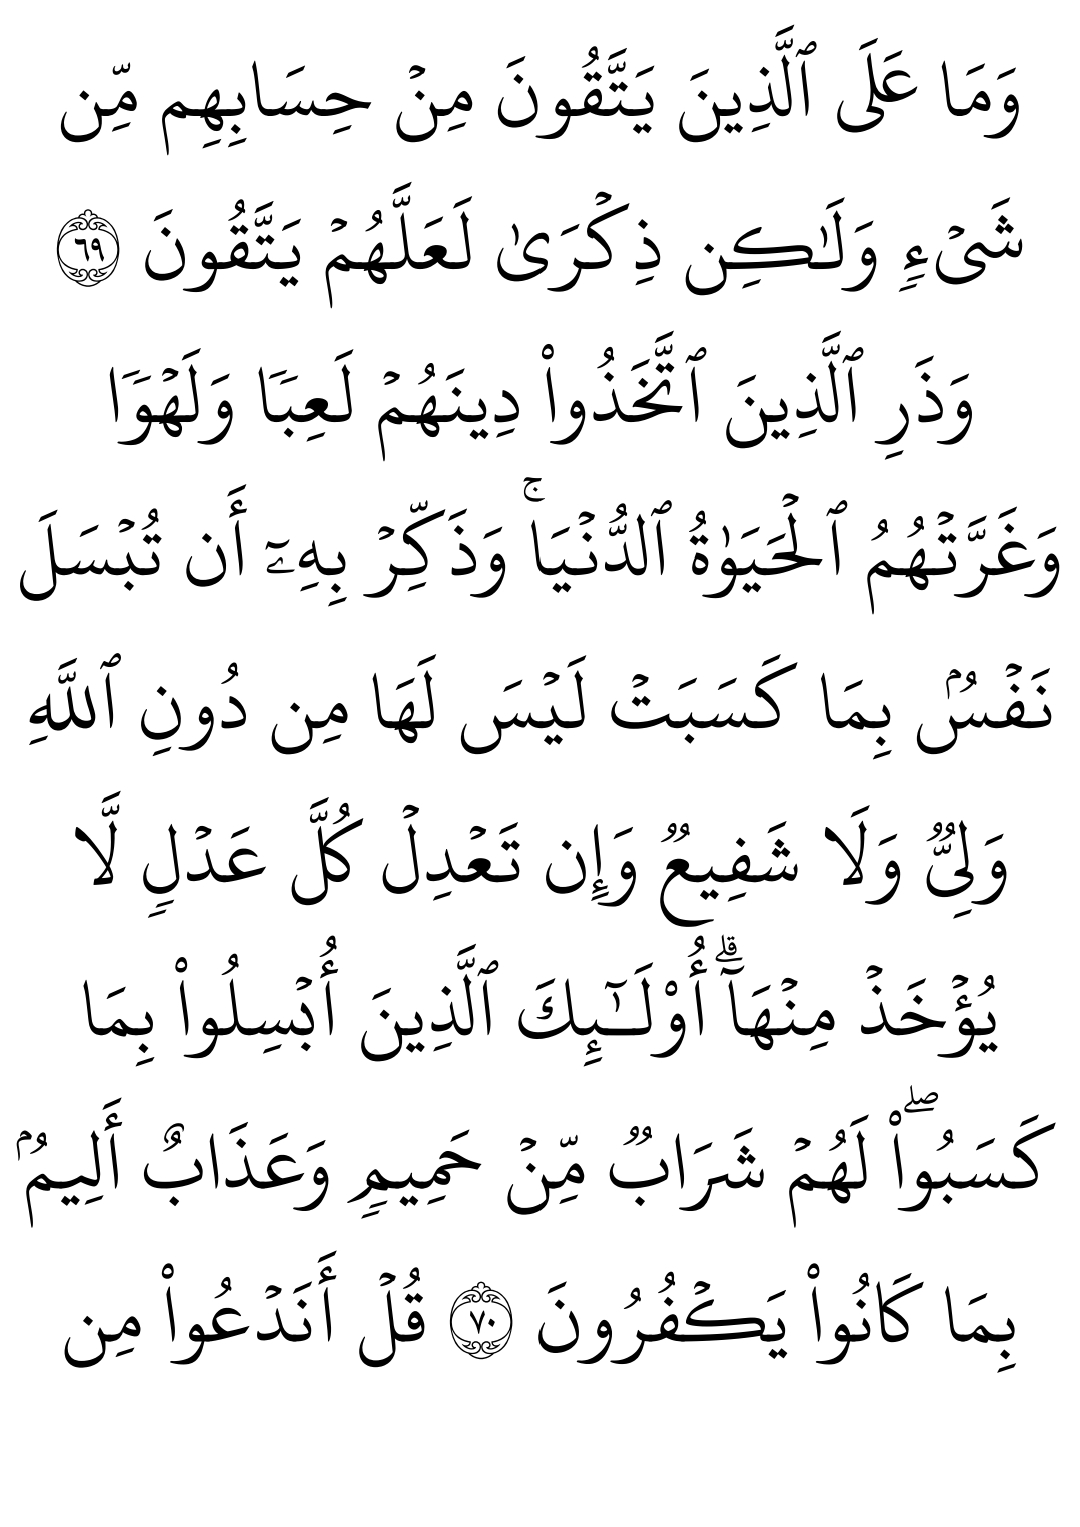 وَمَا عَلَى ٱلَّذِينَ يَتَّقُونَ مِنۡ حِسَابِهِم مِّن
شَيۡءٖ وَلَٰكِن ذِكۡرَىٰ لَعَلَّهُمۡ يَتَّقُونَ ٦٩
وَذَرِ ٱلَّذِينَ ٱتَّخَذُواْ دِينَهُمۡ لَعِبٗا وَلَهۡوٗا
وَغَرَّتۡهُمُ ٱلۡحَيَوٰةُ ٱلدُّنۡيَاۚ وَذَكِّرۡ بِهِۦٓ أَن تُبۡسَلَ
نَفۡسُۢ بِمَا كَسَبَتۡ لَيۡسَ لَهَا مِن دُونِ ٱللَّهِ
وَلِيّٞ وَلَا شَفِيعٞ وَإِن تَعۡدِلۡ كُلَّ عَدۡلٖ لَّا
يُؤۡخَذۡ مِنۡهَآۗ أُوْلَٰٓئِكَ ٱلَّذِينَ أُبۡسِلُواْ بِمَا
كَسَبُواْۖ لَهُمۡ شَرَابٞ مِّنۡ حَمِيمٖ وَعَذَابٌ أَلِيمُۢ
بِمَا كَانُواْ يَكۡفُرُونَ ٧٠ قُلۡ أَنَدۡعُواْ مِن